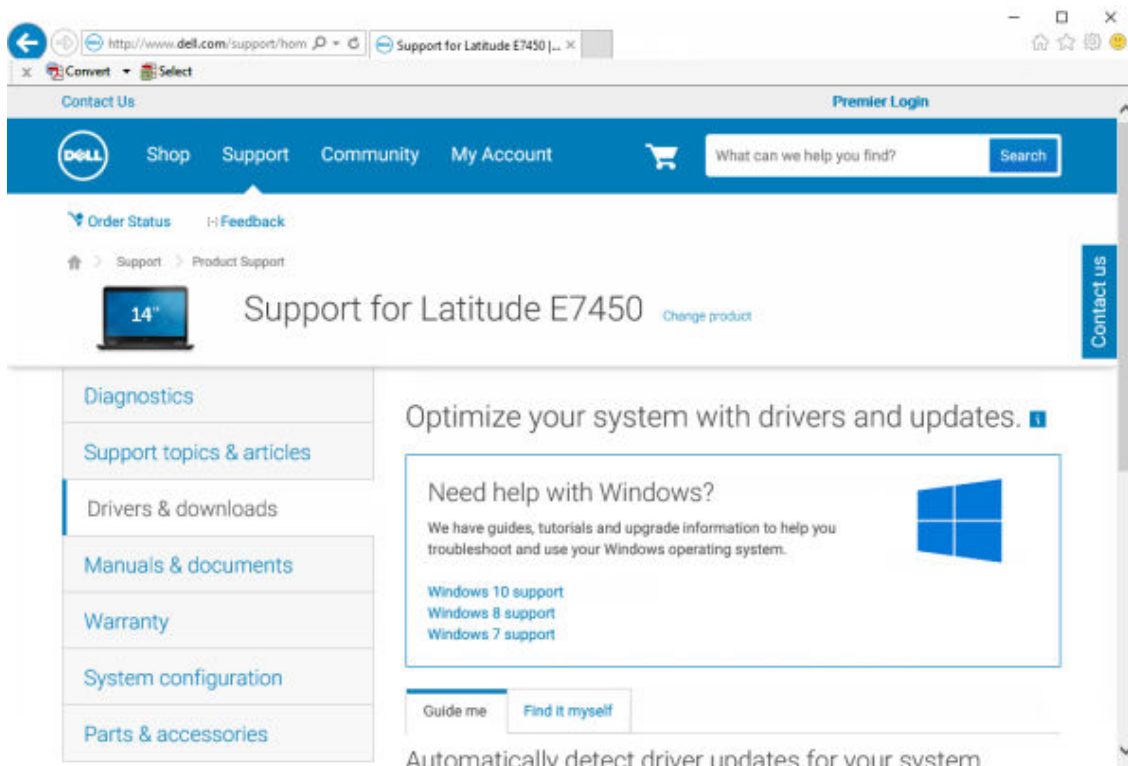 http://www.dell.com/support/hom
Support for Latitude E7450 |...
x Convert Select
Contact Us Premier Login
DELL Shop Support Community My Account What can we help you find? Search
Order Status [-] Feedback
Support Product Support
14" Support for Latitude E7450 Change product
Contact us
Diagnostics
Support topics & articles
Drivers & downloads
Manuals & documents
Warranty
System configuration
Parts & accessories
Optimize your system with drivers and updates.
Need help with Windows?
We have guides, tutorials and upgrade information to help you
troubleshoot and use your Windows operating system.
Windows 10 support
Windows 8 support
Windows 7 support
Guide me Find it myself
Automatically detect driver updates for your system